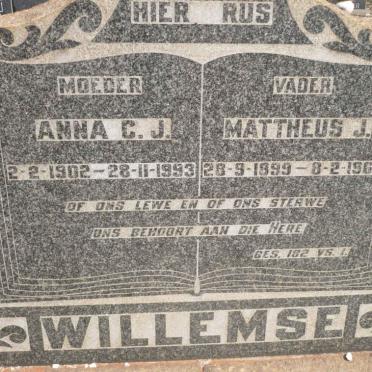 HIER RUS
MOEDER
ANNA C. J.
2-2-1902-28-11-1993
VADER
MATTHEUS J.
28-9-1899-8-2-196
OF ONS LEWE EN OF ONS STERWE
ONS BEHOORT AAN DIE HERE
GES. 182 VS. 1.
WILLEMSE